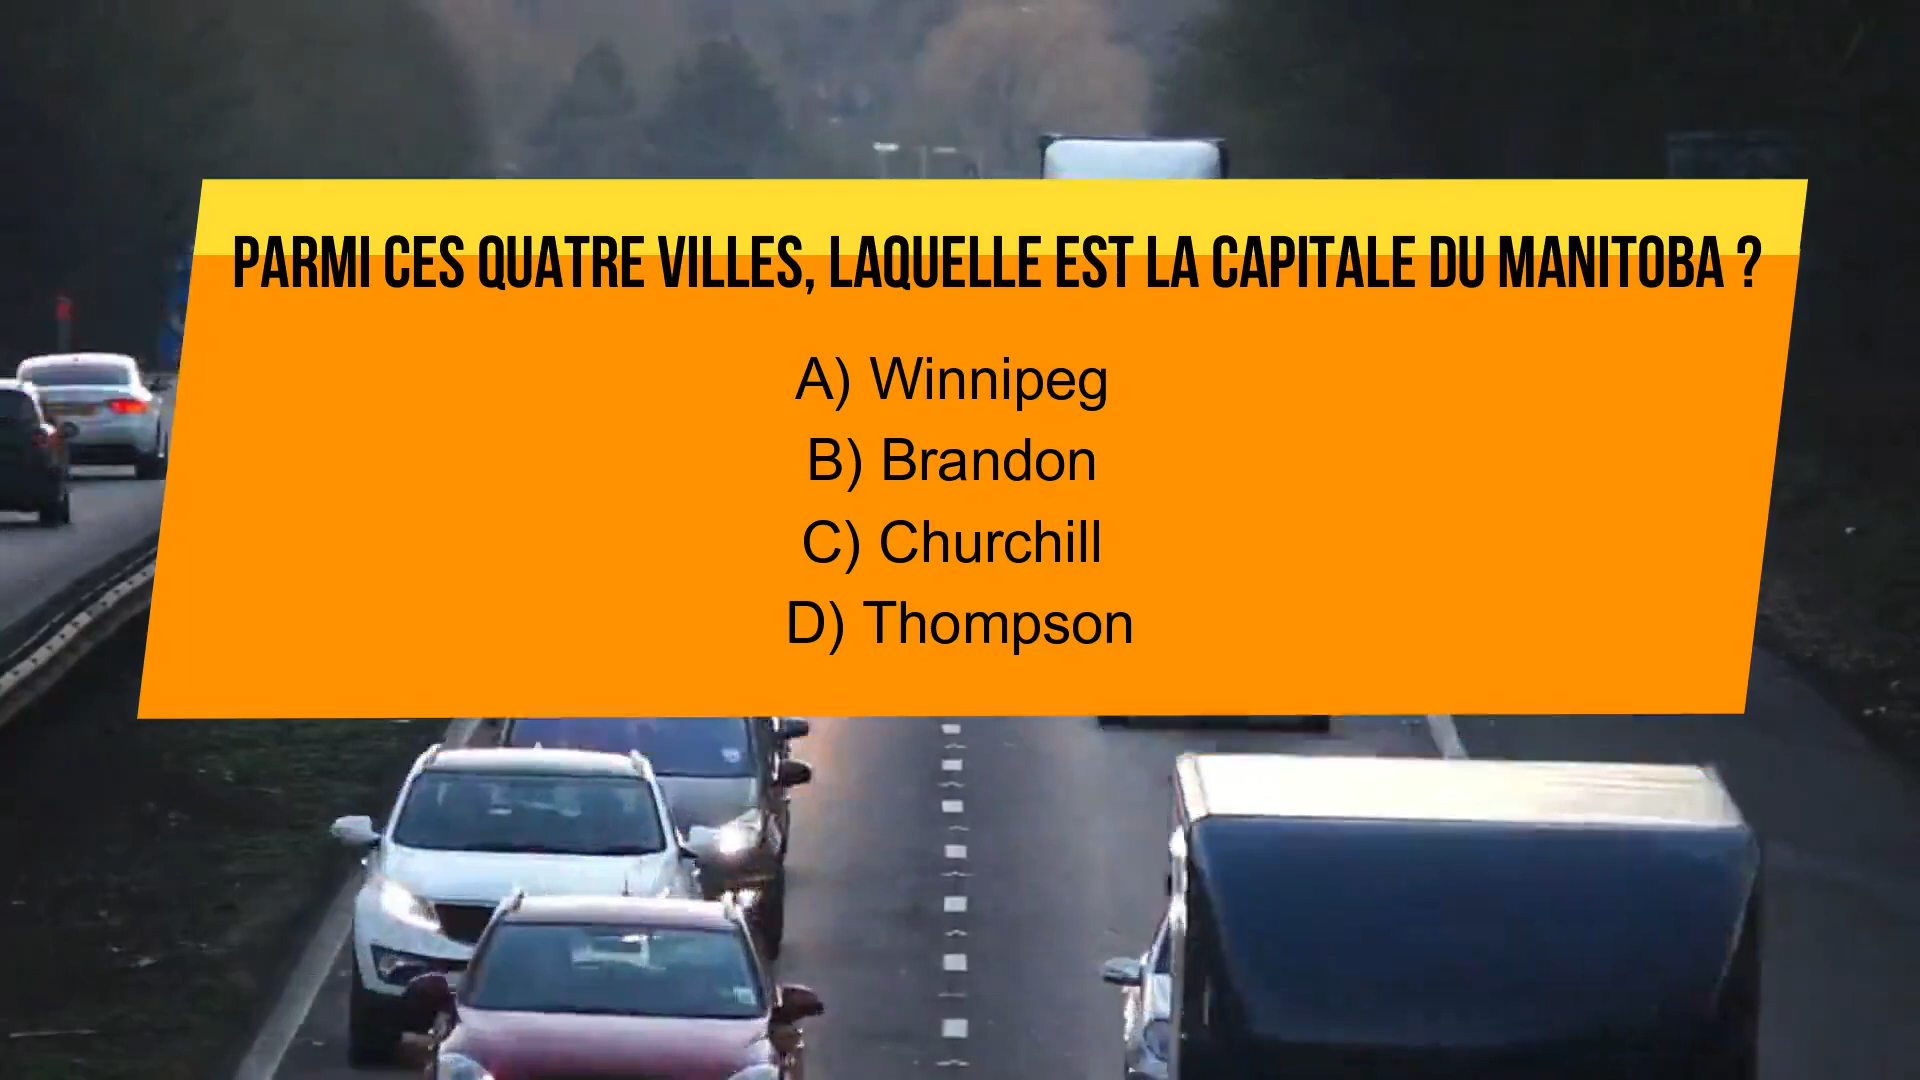 PARMI CES QUATRE VILLES, LAQUELLE EST LA CAPITALE DU MANITOBA ?
A) Winnipeg
B) Brandon
C) Churchill
D) Thompson